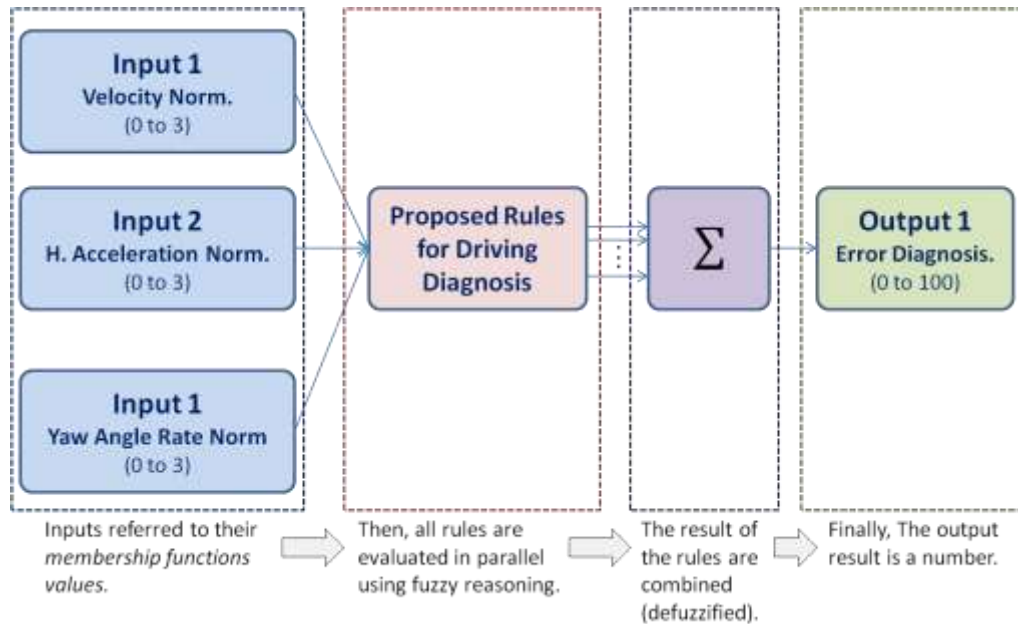 Input 1
Velocity Norm.
(0 to 3)
Input 2
H. Acceleration Norm.
(0 to 3)
Input 1
Yaw Angle Rate Norm
(0 to 3)
Proposed Rules
for Driving
Diagnosis
Σ
Output 1
Error Diagnosis.
(0 to 100)
Inputs referred to their
membership functions
values.
Then, all rules are
evaluated in parallel
using fuzzy reasoning.
The result of
the rules are
combined
(defuzzified).
Finally, The output
result is a number.